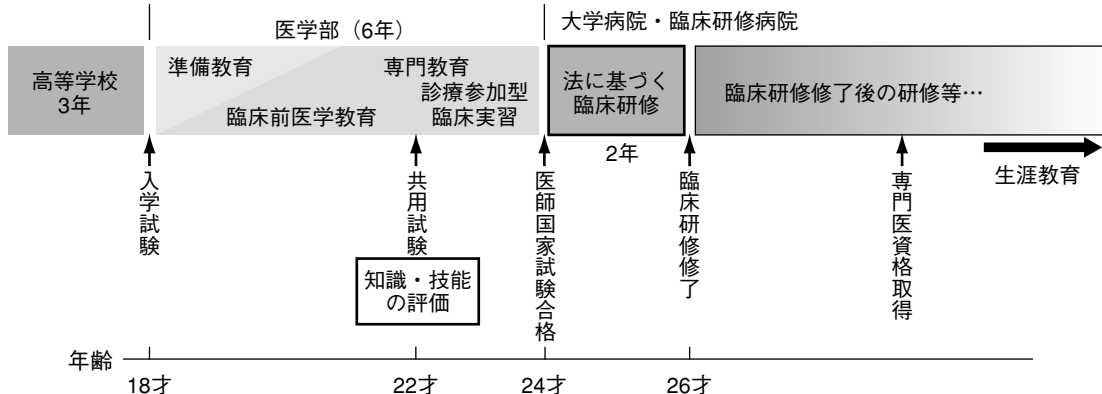 大学病院・臨床研修病院
医学部（6年）
高等学校
3年
準備教育
専門教育
診療参加型
臨床前医学教育
臨床実習
法に基づく
臨床研修
臨床研修修了後の研修等…
2年
生涯教育
入学試験
共用試験
知識・技能
の評価
医師国家試験合格
臨床研修修了
専門医資格取得
年齢
18才
22才
24才
26才